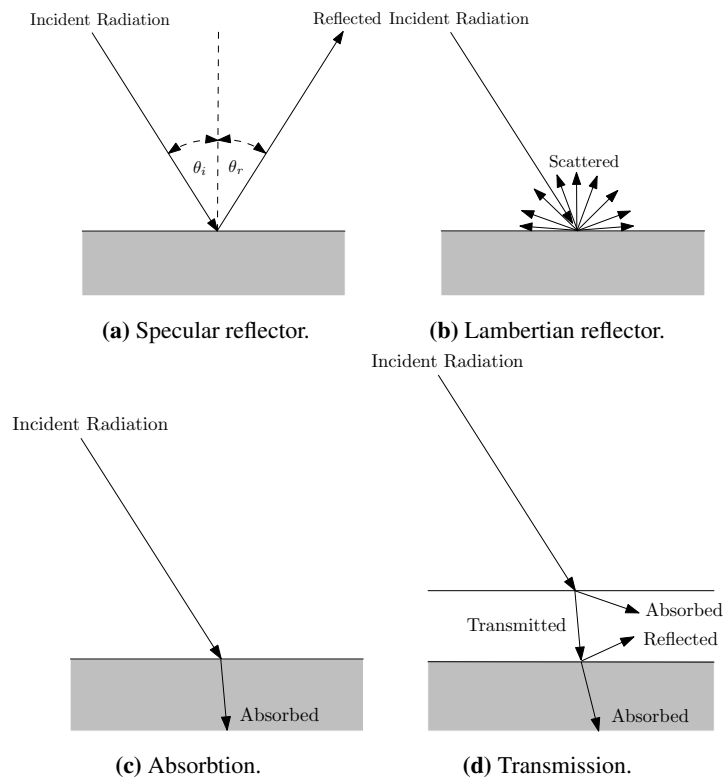 Incident Radiation
Reflected
θi
θr
(a) Specular reflector.
Incident Radiation
Scattered
(b) Lambertian reflector.
Incident Radiation
Absorbed
(c) Absorbtion.
Incident Radiation
Absorbed
Transmitted
Reflected
Absorbed
(d) Transmission.